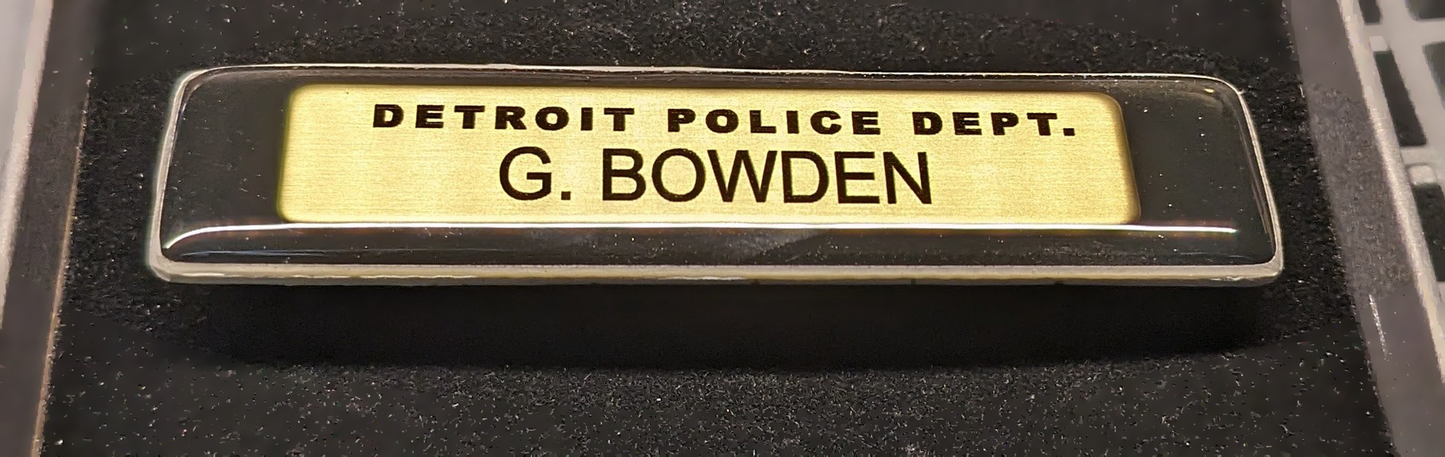 DETROIT POLICE DEPT.
G. BOWDEN